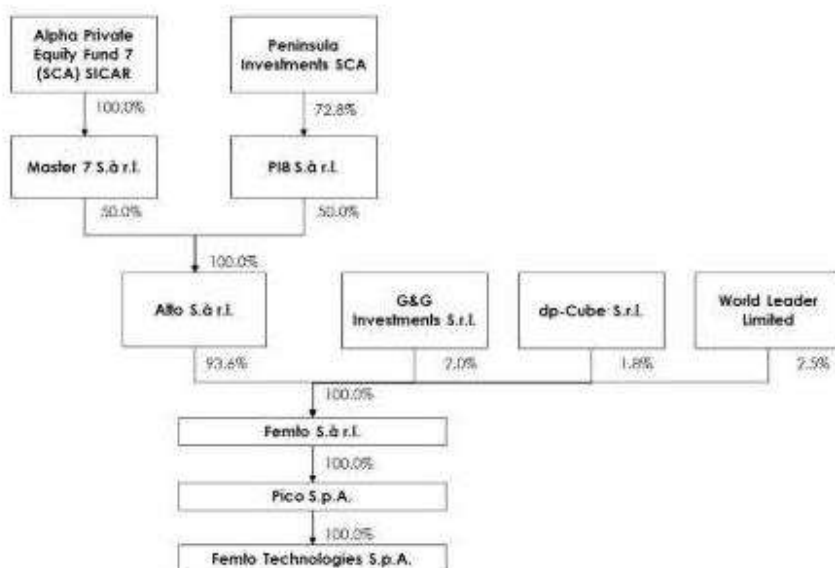 Alpha Private
Equity Fund 7
(SCA) SICAR
Peninsula
Investments SCA
100.0%
72.8%
Master 7 S.à r.l.
PI8 S.à r.l.
50.0%
50.0%
100.0%
Alto S.à r.l.
G&G
Investments S.r.l.
dp-Cube S.r.l.
World Leader
Limited
93.6%
2.0%
1.8%
2.5%
100.0%
Femto S.à r.l.
100.0%
Pico S.p.A.
100.0%
Femto Technologies S.p.A.